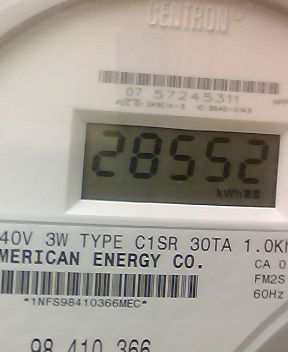 CENTRON®
07 57245311
28552
kWh
40V 3W TYPE C1SR 30TA 1.0Kh
MERICAN ENERGY CO.
CA 0
FM2S
*1NFS98410366MEC*
60Hz
98 410 366